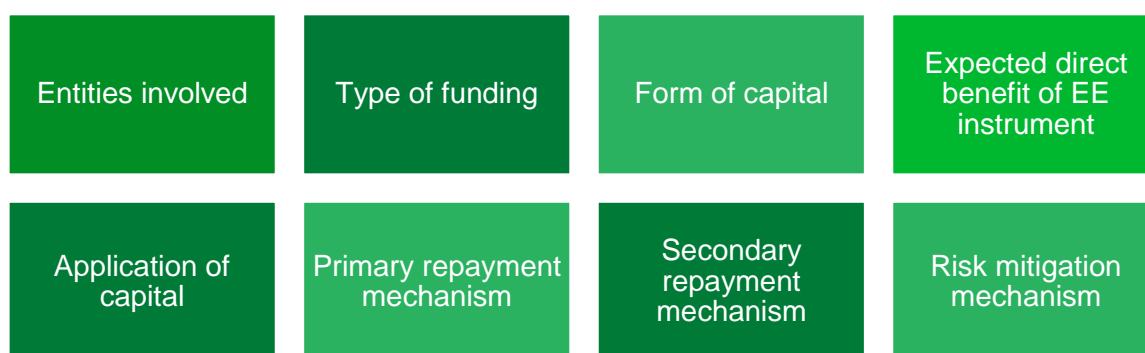 Entities involved
Type of funding
Form of capital
Expected direct
benefit of EE
instrument
Application of
capital
Primary repayment
mechanism
Secondary
repayment
mechanism
Risk mitigation
mechanism